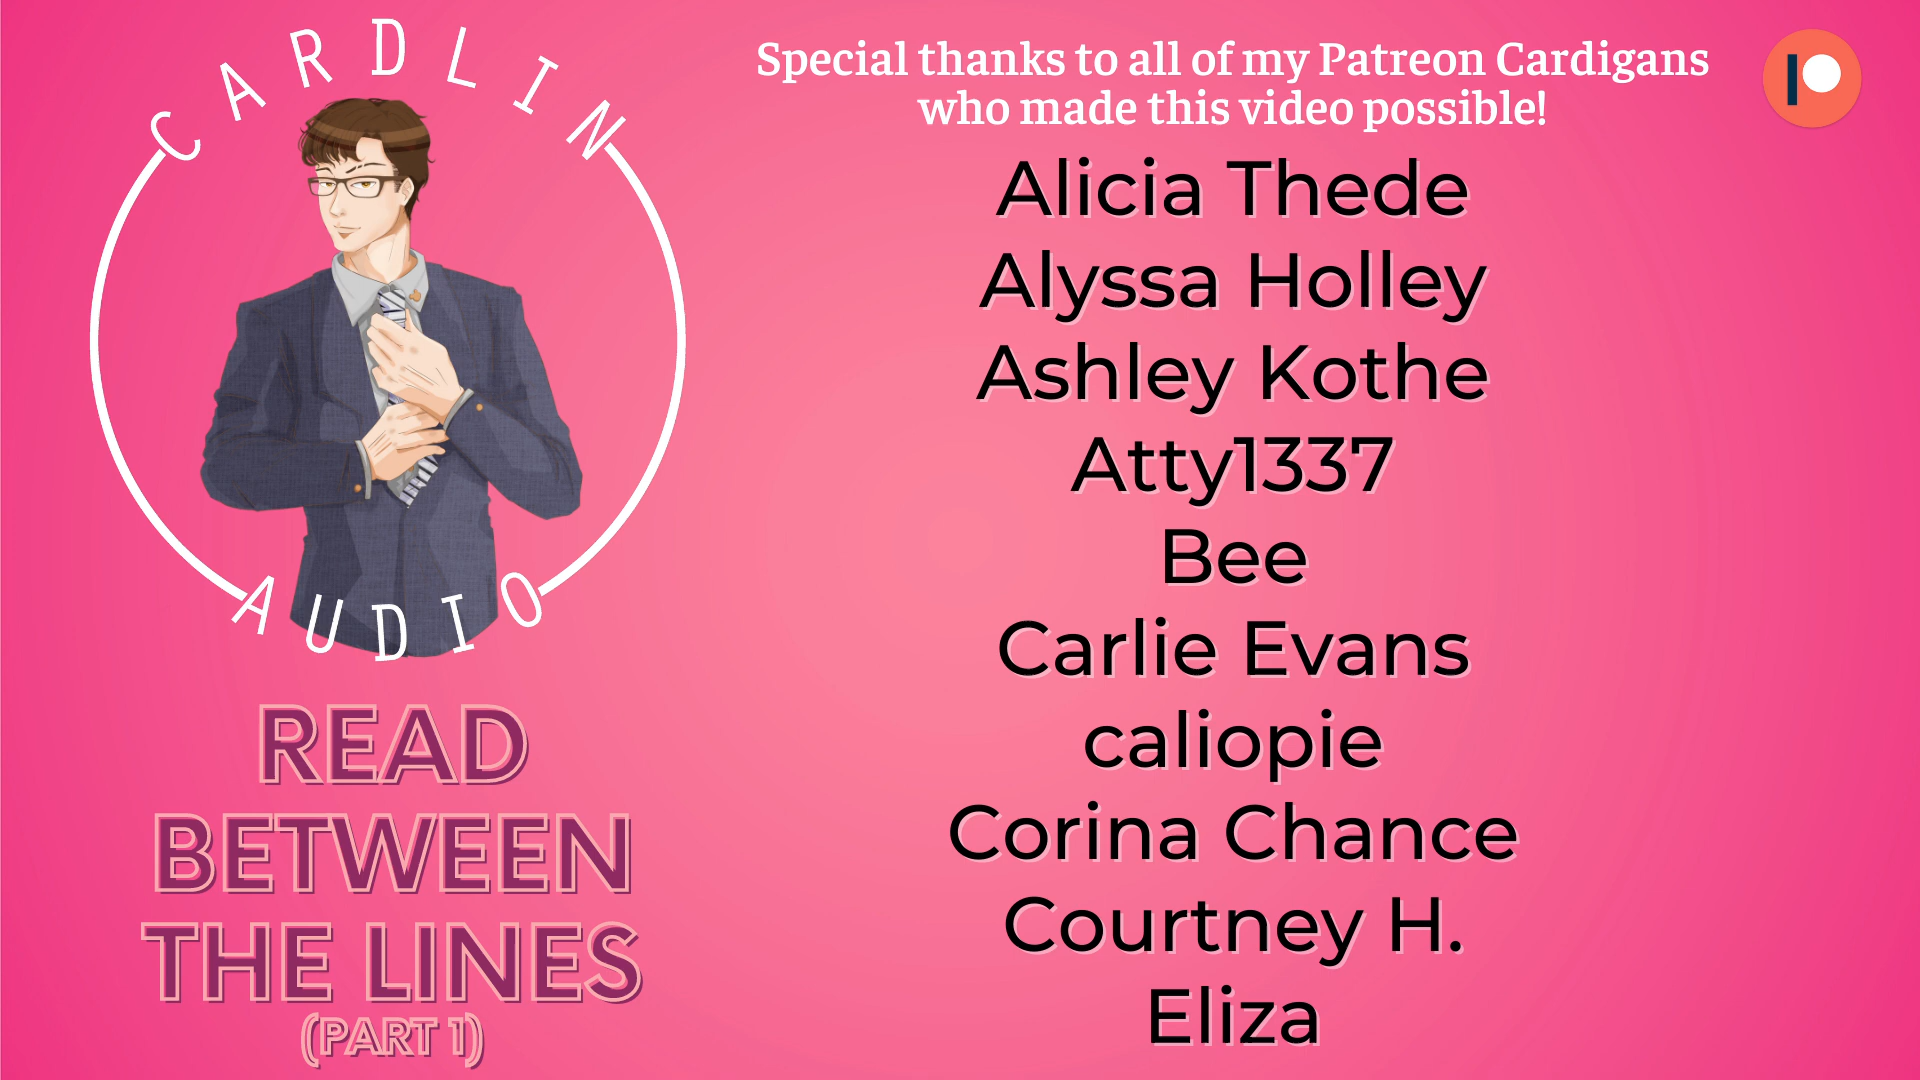 CARDLIN
AUDIO
READ
BETWEEN
THE LINES
(PART 1)
Special thanks to all of my Patreon Cardigans
who made this video possible!
Alicia Thede
Alyssa Holley
Ashley Kothe
Atty1337
Bee
Carlie Evans
caliopie
Corina Chance
Courtney H.
Eliza